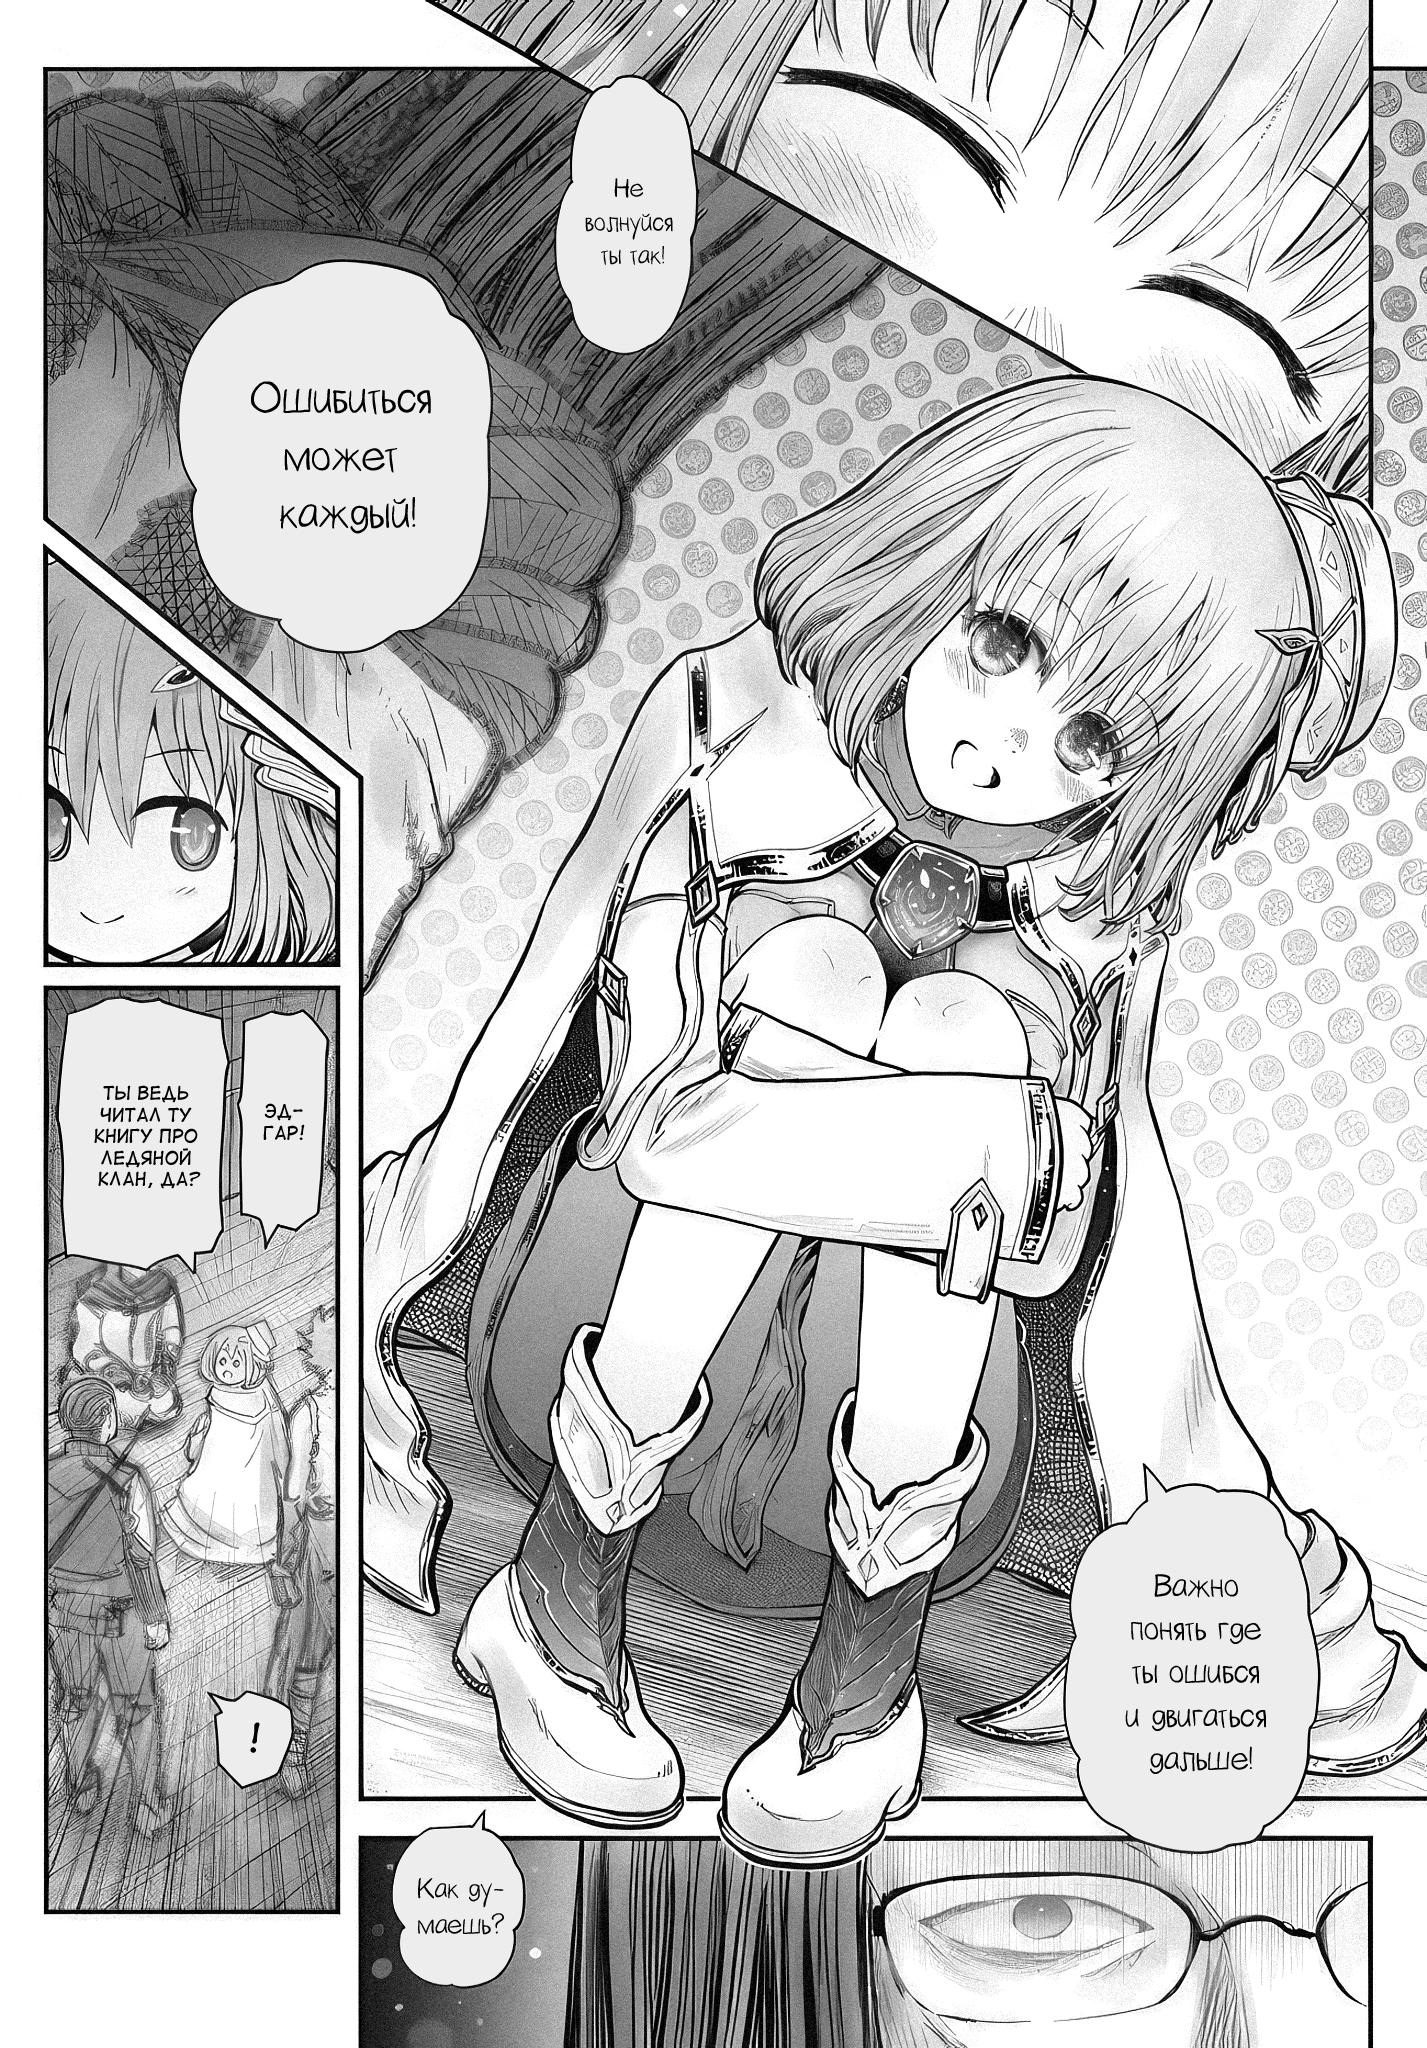 Не
волнуйся
ты так!
Ошибиться
может
каждый!
Важно
понять где
ты ошибся
и двигаться
дальше!
Как ду-
маешь?
ЭД-
ГАР!
ТЫ ВЕДЬ
ЧИТАЛ ТУ
КНИГУ ПРО
ЛЕДЯНОЙ
КЛАН, ДА?
!